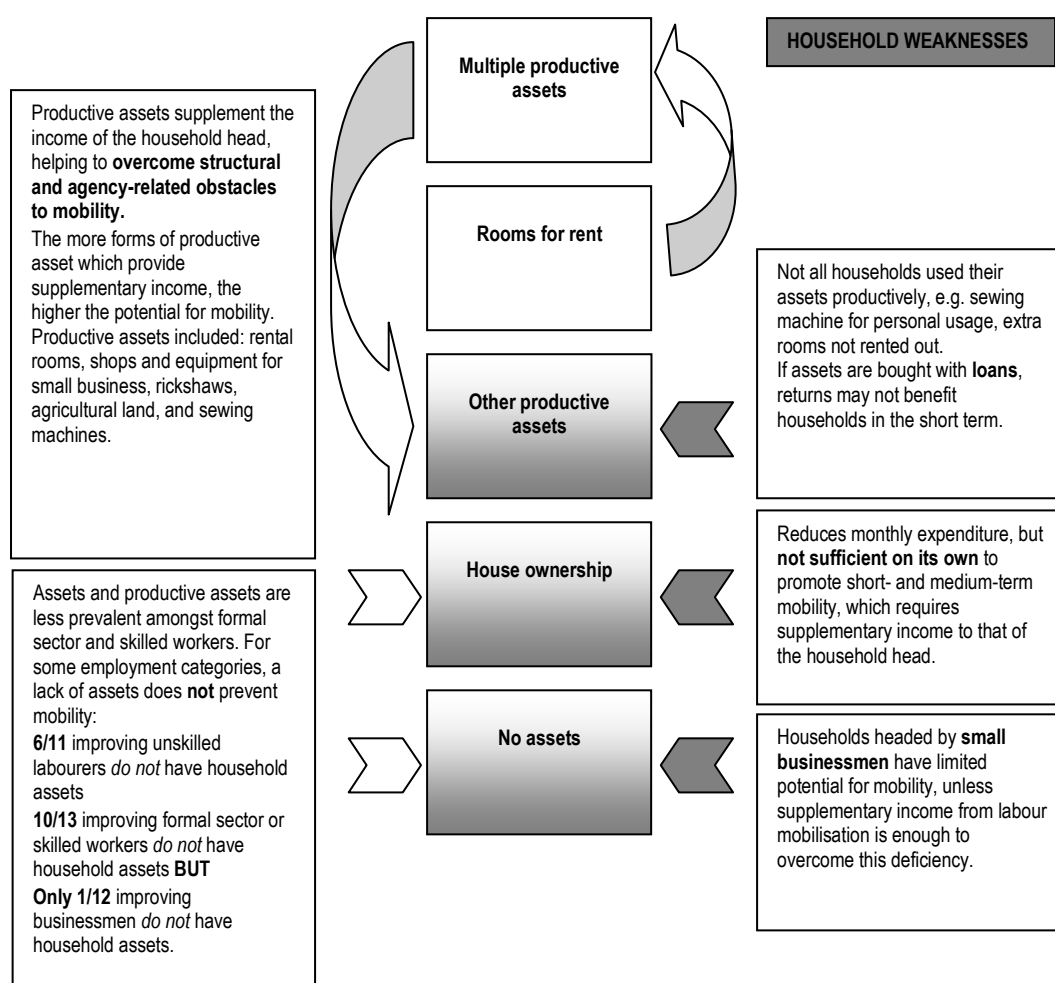 HOUSEHOLD WEAKNESSES
Multiple productive
assets
Productive assets supplement the
income of the household head,
helping to overcome structural
and agency-related obstacles
to mobility.
The more forms of productive
asset which provide
supplementary income, the
higher the potential for mobility.
Productive assets included: rental
rooms, shops and equipment for
small business, rickshaws,
agricultural land, and sewing
machines.
Rooms for rent
Not all households used their
assets productively, e.g. sewing
machine for personal usage, extra
rooms not rented out.
If assets are bought with loans,
returns may not benefit
households in the short term.
Other productive
assets
House ownership
Reduces monthly expenditure, but
not sufficient on its own to
promote short- and medium-term
mobility, which requires
supplementary income to that of
the household head.
Assets and productive assets are
less prevalent amongst formal
sector and skilled workers. For
some employment categories, a
lack of assets does not prevent
mobility:
6/11 improving unskilled
labourers do not have household
assets
10/13 improving formal sector or
skilled workers do not have
household assets BUT
Only 1/12 improving
businessmen do not have
household assets.
No assets
Households headed by small
businessmen have limited
potential for mobility, unless
supplementary income from labour
mobilisation is enough to
overcome this deficiency.